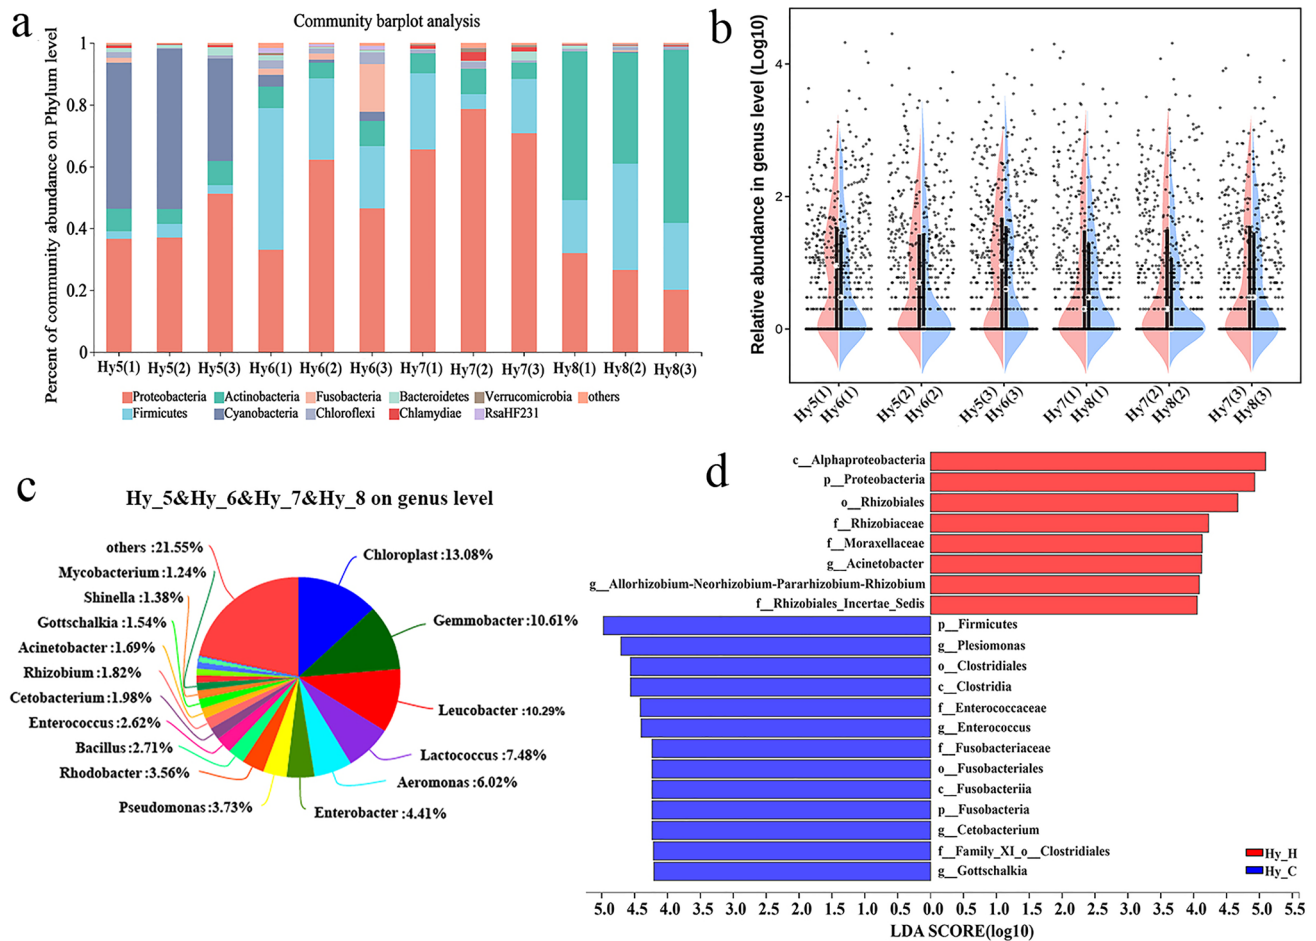 a
Community barplot analysis
Percent of community abundance on Phylum level
1
0.8
0.6
0.4
0.2
0
Hy5(1) Hy5(2) Hy5(3) Hy6(1) Hy6(2) Hy6(3) Hy7(1) Hy7(2) Hy7(3) Hy8(1) Hy8(2) Hy8(3)
Proteobacteria Actinobacteria Fusobacteria Bacteroidetes Verrucomicrobia others
Firmicutes Cyanobacteria Chloroflexi Chlamydiae RsaHF231
b
Relative abundance in genus level (Log10)
4
2
0
Hy5(1) Hy6(1) Hy5(2) Hy6(2) Hy5(3) Hy6(3) Hy7(1) Hy8(1) Hy7(2) Hy8(2) Hy7(3) Hy8(3)
c
Hy_5&Hy_6&Hy_7&Hy_8 on genus level
others :21.55%
Mycobacterium :1.24%
Shinella :1.38%
Gottschalkia :1.54%
Acinetobacter :1.69%
Rhizobium :1.82%
Cetobacterium :1.98%
Enterococcus :2.62%
Bacillus :2.71%
Rhodobacter :3.56%
Pseudomonas :3.73%
Enterobacter :4.41%
Aeromonas :6.02%
Lactococcus :7.48%
Leucobacter :10.29%
Gemmobacter :10.61%
Chloroplast :13.08%
d
c__Alphaproteobacteria
p__Proteobacteria
o__Rhizobiales
f__Rhizobiaceae
f__Moraxellaceae
g__Acinetobacter
g__Allorhizobium-Neorhizobium-Pararhizobium-Rhizobium
f__Rhizobiales_Incertae_Sedis
p__Firmicutes
g__Plesiomonas
o__Clostridiales
c__Clostridia
f__Enterococcaceae
g__Enterococcus
f__Fusobacteriaceae
o__Fusobacteriales
c__Fusobacteriia
p__Fusobacteria
g__Cetobacterium
f__Family_XI_o__Clostridiales
g__Gottschalkia
Hy_H
Hy_C
5.0 4.5 4.0 3.5 3.0 2.5 2.0 1.5 1.0 0.5 0.0 0.5 1.0 1.5 2.0 2.5 3.0 3.5 4.0 4.5 5.0 5.5
LDA SCORE(log10)